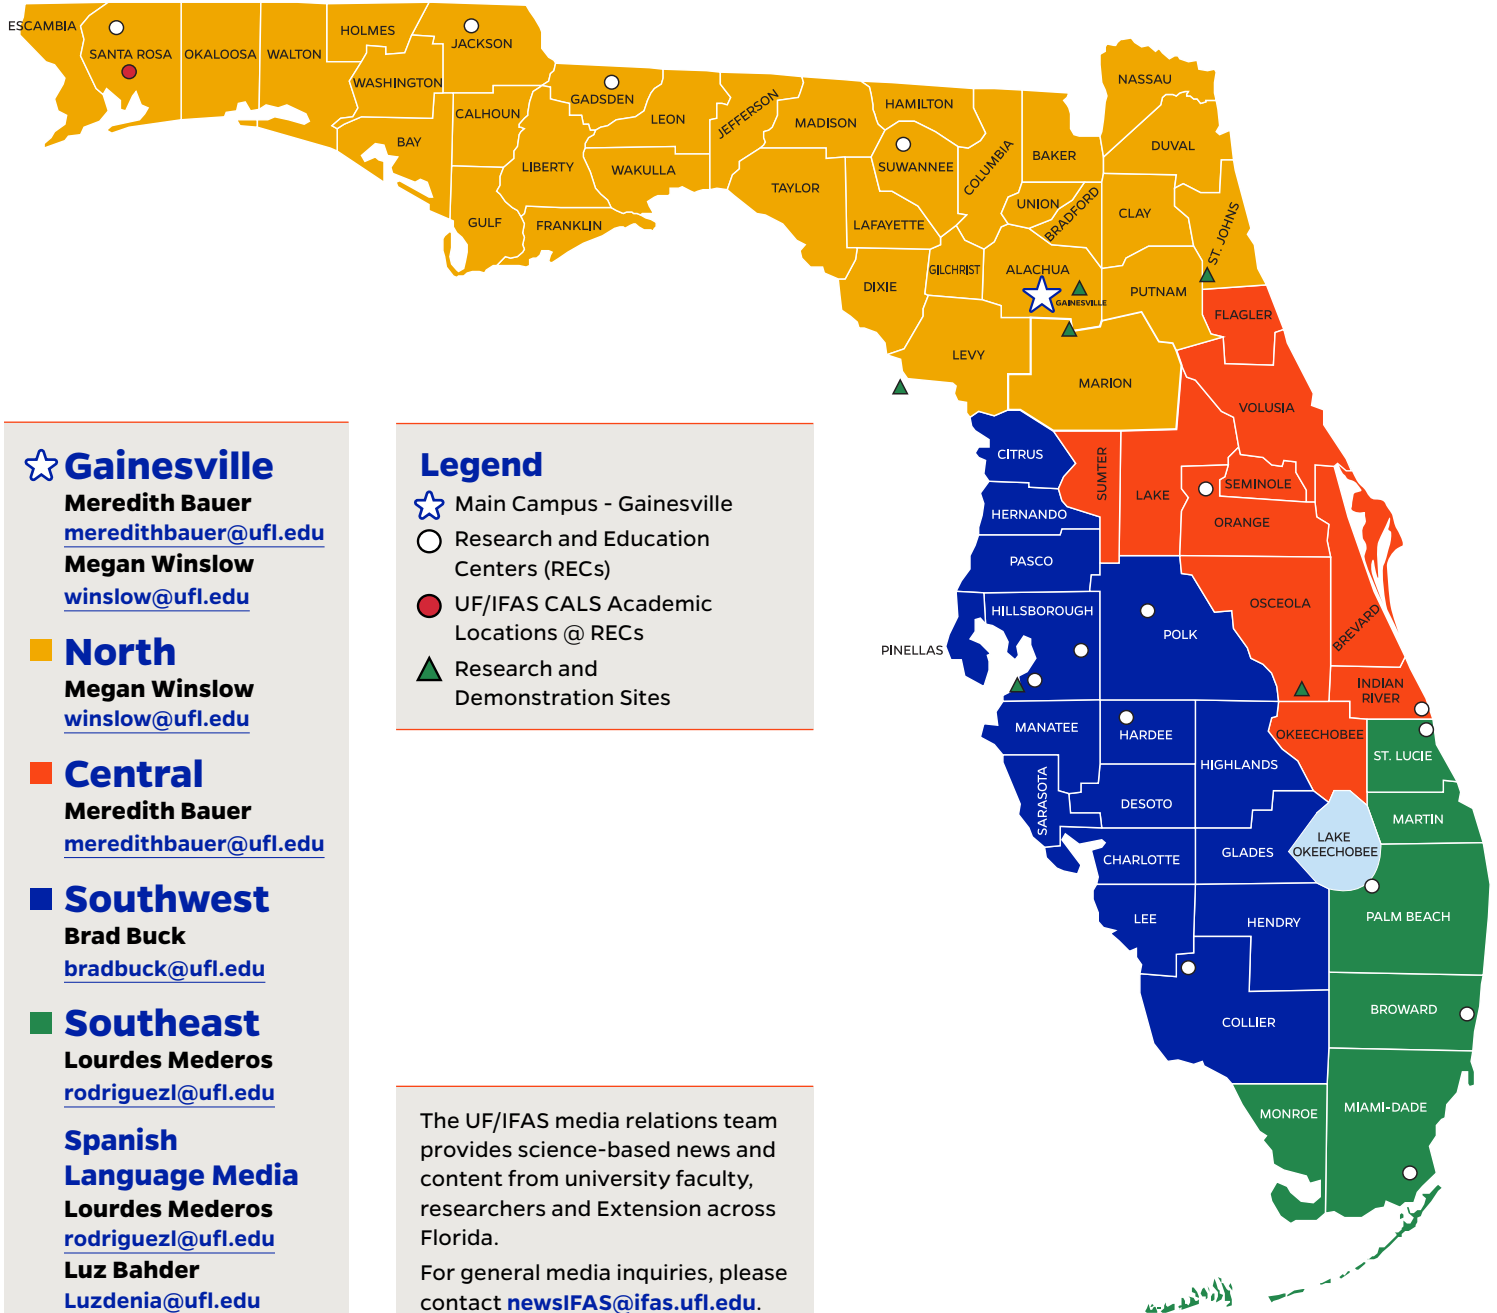 ESCAMBIA
SANTA ROSA
OKALOOSA
WALTON
HOLMES
WASHINGTON
JACKSON
BAY
CALHOUN
GULF
GADSDEN
LIBERTY
FRANKLIN
LEON
WAKULLA
JEFFERSON
MADISON
TAYLOR
HAMILTON
SUWANNEE
LAFAYETTE
DIXIE
COLUMBIA
GILCHRIST
LEVY
BAKER
UNION
BRADFORD
ALACHUA
GAINESVILLE
MARION
NASSAU
DUVAL
CLAY
ST. JOHNS
PUTNAM
FLAGLER
VOLUSIA
CITRUS
SUMTER
LAKE
SEMINOLE
ORANGE
HERNANDO
PASCO
HILLSBOROUGH
PINELLAS
POLK
OSCEOLA
BREVARD
INDIAN
RIVER
MANATEE
HARDEE
HIGHLANDS
OKEECHOBEE
ST. LUCIE
SARASOTA
DESOTO
MARTIN
CHARLOTTE
GLADES
LAKE
OKEECHOBEE
LEE
HENDRY
PALM BEACH
COLLIER
BROWARD
MONROE
MIAMI-DADE
Gainesville
Meredith Bauer
meredithbauer@ufl.edu
Megan Winslow
winslow@ufl.edu
North
Megan Winslow
winslow@ufl.edu
Central
Meredith Bauer
meredithbauer@ufl.edu
Southwest
Brad Buck
bradbuck@ufl.edu
Southeast
Lourdes Mederos
rodriguezl@ufl.edu
Spanish
Language Media
Lourdes Mederos
rodriguezl@ufl.edu
Luz Bahder
Luzdenia@ufl.edu
Legend
Main Campus - Gainesville
Research and Education
Centers (RECs)
UF/IFAS CALS Academic
Locations @ RECs
Research and
Demonstration Sites
The UF/IFAS media relations team
provides science-based news and
content from university faculty,
researchers and Extension across
Florida.
For general media inquiries, please
contact newsIFAS@ifas.ufl.edu.